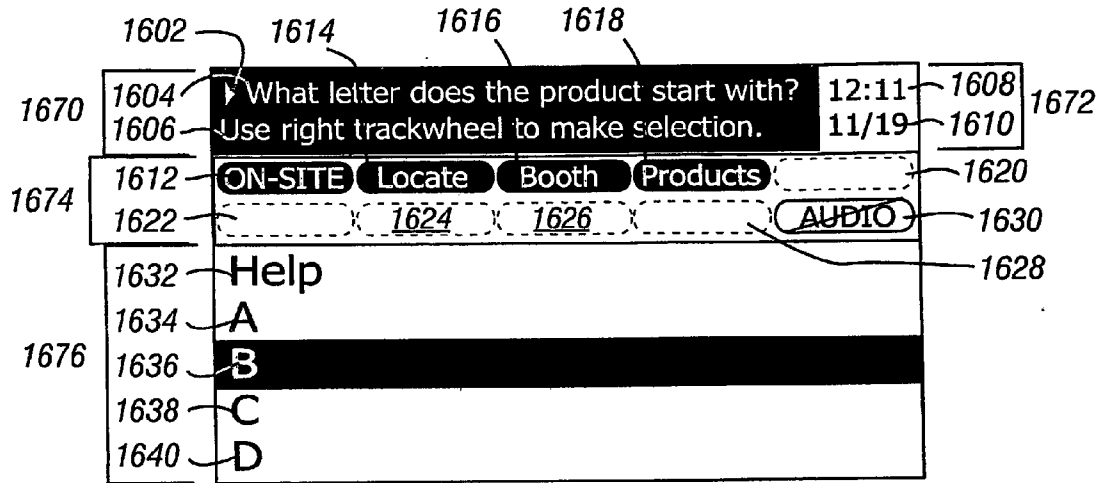 1602 1614 1616 1618
1670 1604 What letter does the product start with? 12:11 1608 1672
1606 Use right trackwheel to make selection. 11/19 1610
1674 1612 ON-SITE Locate Booth Products 1620
1622 1624 1626 AUDIO 1630
1628
1632 Help
1634 A
1676 1636 B
1638 C
1640 D